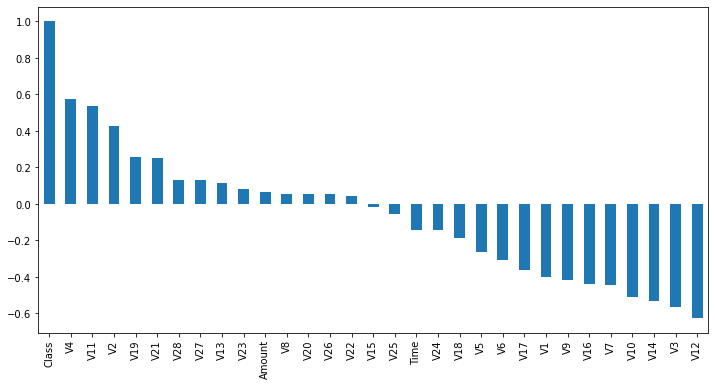 1.0
0.8
0.6
0.4
0.2
0.0
−0.2
−0.4
−0.6
Class
V4
V11
V2
V19
V21
V28
V27
V13
V23
Amount
V8
V20
V26
V22
V15
V25
Time
V24
V18
V5
V6
V17
V1
V9
V16
V7
V10
V14
V3
V12